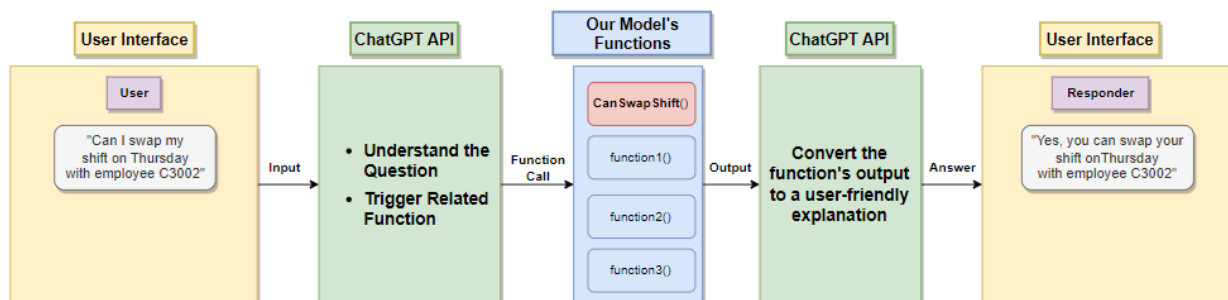 User Interface
User
"Can I swap my
shift on Thursday
with employee C3002"
Input
ChatGPT API
• Understand the
Question
• Trigger Related
Function
Function
Call
Our Model's
Functions
CanSwapShift()
function1()
function2()
function3()
Output
ChatGPT API
Convert the
function's output
to a user-friendly
explanation
Answer
User Interface
Responder
"Yes, you can swap your
shift onThursday
with employee C3002"